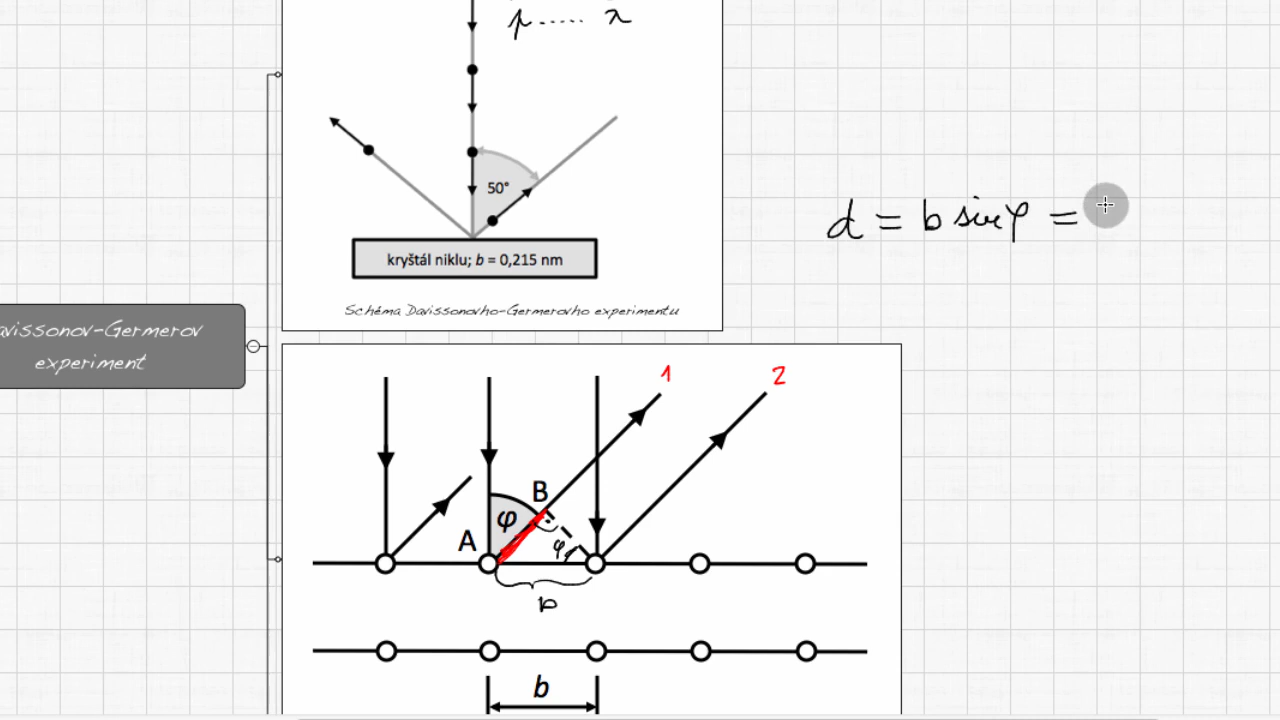 p ..... λ
50°
kryštál niklu; b = 0,215 nm
Schéma Davissonovho-Germerovho experimentu
d = b sin φ =
avissonov-Germerov
experiment
1
2
B
φ
A
φ
b
b